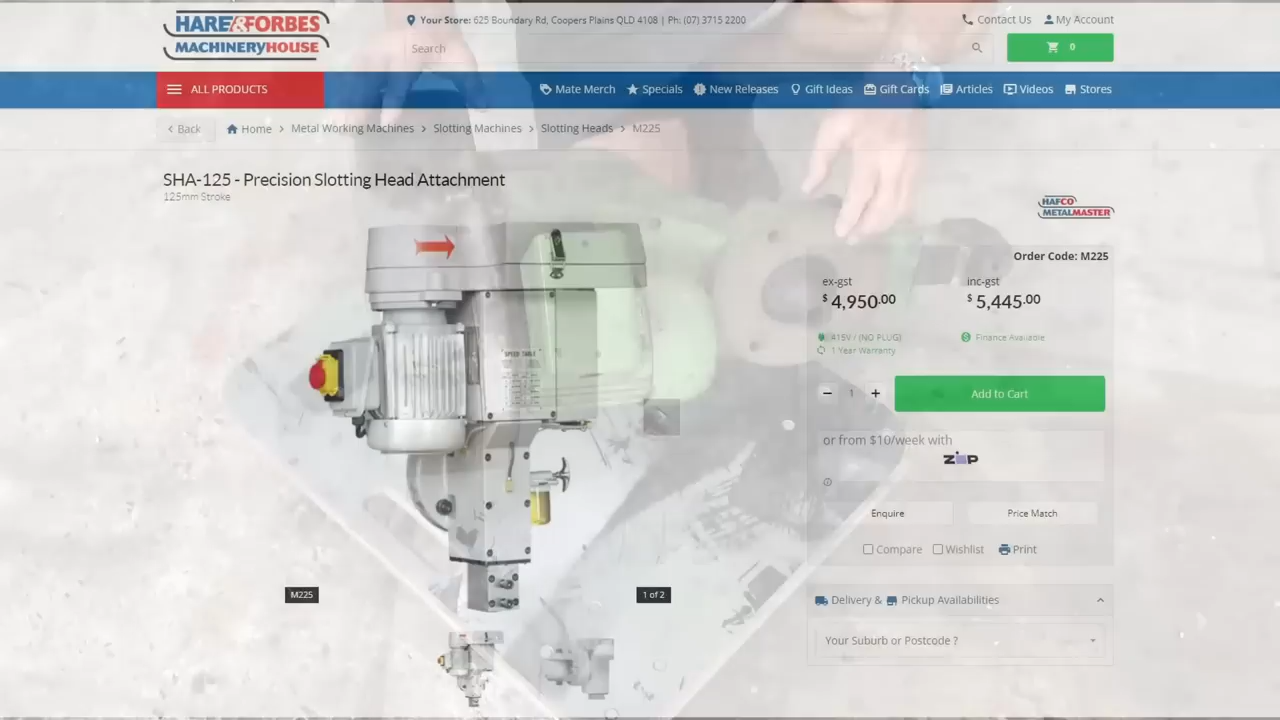 HARE&FORBES
MACHINERYHOUSE
Your Store: 625 Boundary Rd, Coopers Plains QLD 4108 | Ph: (07) 3715 2200
Contact Us
My Account
Search
0
ALL PRODUCTS
Mate Merch
Specials
New Releases
Gift Ideas
Gift Cards
Articles
Videos
Stores
Back
Home > Metal Working Machines > Slotting Machines > Slotting Heads > M225
SHA-125 - Precision Slotting Head Attachment
125mm Stroke
HAFCO
METALMASTER
Order Code: M225
ex-gst
inc-gst
$4,950.00
$5,445.00
415V / (NO PLUG)
Finance Available
1 Year Warranty
SPEED TABLE
1
Add to Cart
or from $10/week with
ZIP
Enquire
Price Match
Compare
Wishlist
Print
M225
1 of 2
Delivery & Pickup Availabilities
Your Suburb or Postcode ?